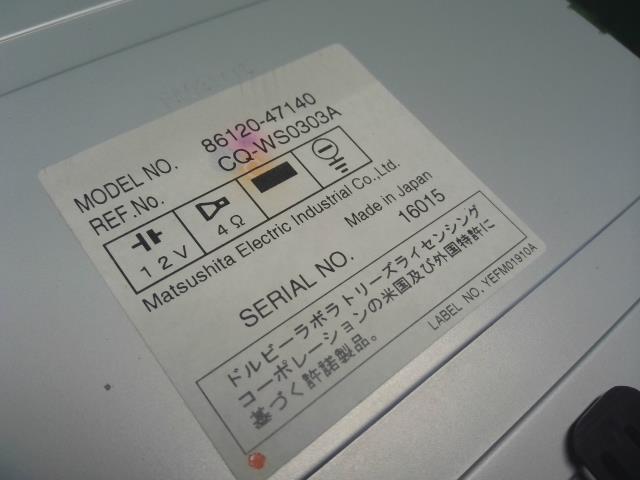 MODEL NO. 86120-47140
REF.No. CQ-WS0303A
12V
4Ω
Matsushita Electric Industrial Co.,Ltd.
Made in Japan
SERIAL NO. 16015
ドルビーラボラトリーズライセンシング
コーポレーションの米国及び外国特許に
基づく許諾製品。
LABEL NO. YEFM01910A